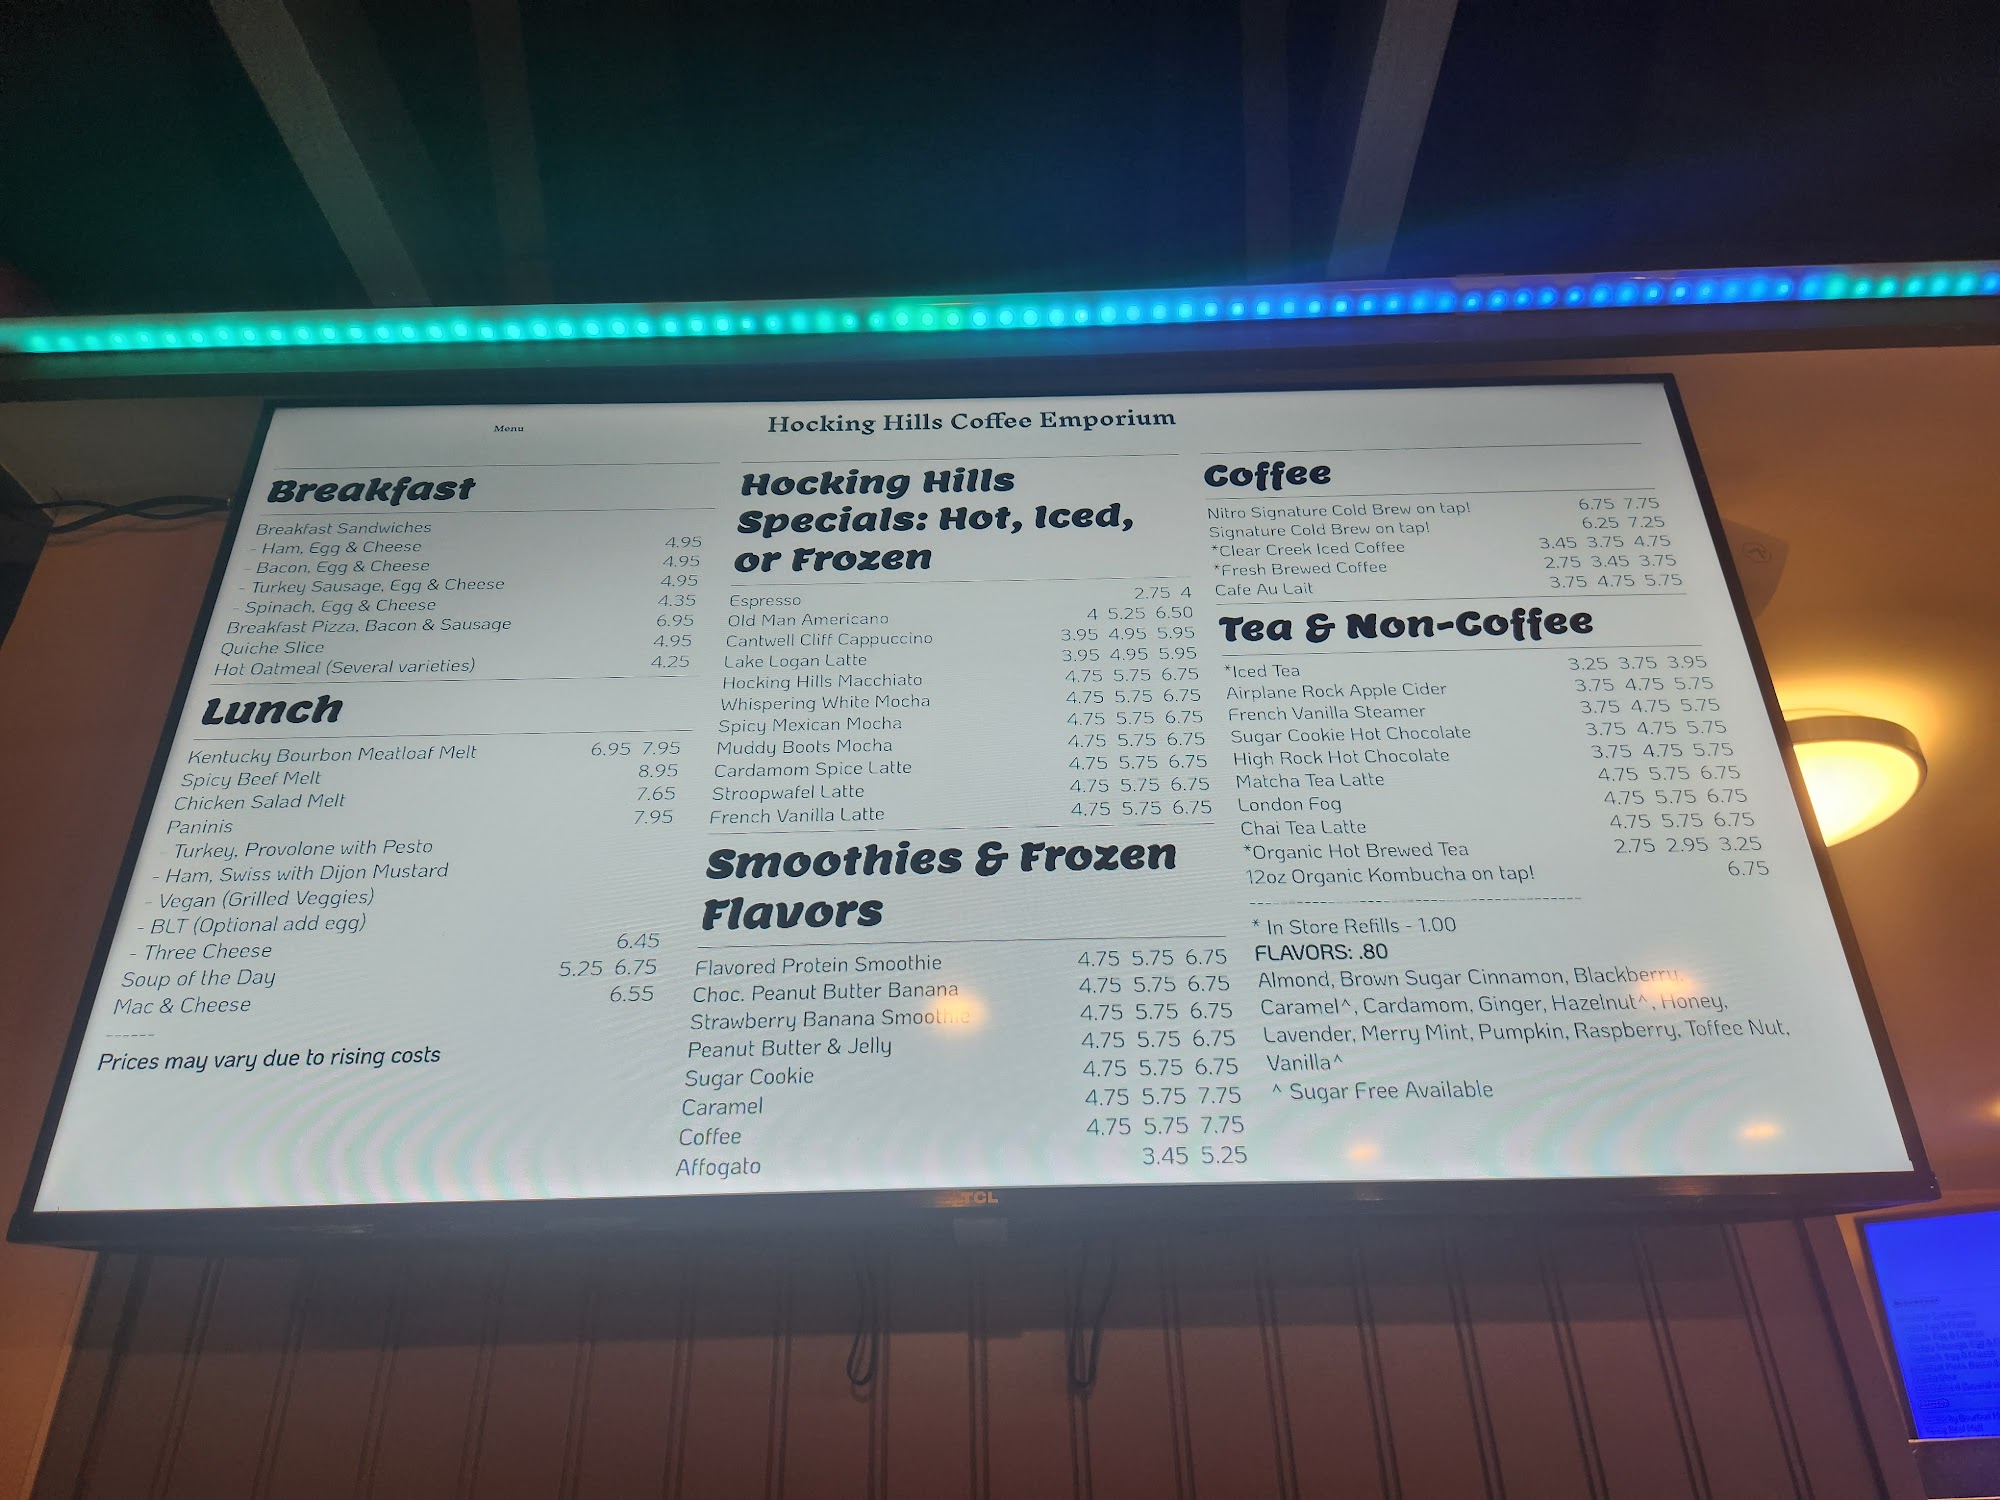 Menu
Hocking Hills Coffee Emporium
Breakfast
Breakfast Sandwiches
- Ham, Egg & Cheese 4.95
- Bacon, Egg & Cheese 4.95
- Turkey Sausage, Egg & Cheese 4.95
- Spinach, Egg & Cheese 4.35
Breakfast Pizza, Bacon & Sausage 6.95
Quiche Slice 4.95
Hot Oatmeal (Several varieties) 4.25
Lunch
Kentucky Bourbon Meatloaf Melt 6.95 7.95
Spicy Beef Melt 8.95
Chicken Salad Melt 7.65
Paninis 7.95
- Turkey, Provolone with Pesto
- Ham, Swiss with Dijon Mustard
- Vegan (Grilled Veggies)
- BLT (Optional add egg)
- Three Cheese 6.45
Soup of the Day 5.25 6.75
Mac & Cheese 6.55
------
Prices may vary due to rising costs
Hocking Hills
Specials: Hot, Iced,
or Frozen
Espresso 2.75 4
Old Man Americano 4 5.25 6.50
Cantwell Cliff Cappuccino 3.95 4.95 5.95
Lake Logan Latte 3.95 4.95 5.95
Hocking Hills Macchiato 4.75 5.75 6.75
Whispering White Mocha 4.75 5.75 6.75
Spicy Mexican Mocha 4.75 5.75 6.75
Muddy Boots Mocha 4.75 5.75 6.75
Cardamom Spice Latte 4.75 5.75 6.75
Stroopwafel Latte 4.75 5.75 6.75
French Vanilla Latte 4.75 5.75 6.75
Smoothies & Frozen
Flavors
Flavored Protein Smoothie 4.75 5.75 6.75
Choc. Peanut Butter Banana 4.75 5.75 6.75
Strawberry Banana Smoothie 4.75 5.75 6.75
Peanut Butter & Jelly 4.75 5.75 6.75
Sugar Cookie 4.75 5.75 6.75
Caramel 4.75 5.75 7.75
Coffee 4.75 5.75 7.75
Affogato 3.45 5.25
Coffee
Nitro Signature Cold Brew on tap! 6.75 7.75
Signature Cold Brew on tap! 6.25 7.25
*Clear Creek Iced Coffee 3.45 3.75 4.75
*Fresh Brewed Coffee 2.75 3.45 3.75
Cafe Au Lait 3.75 4.75 5.75
Tea & Non-Coffee
*Iced Tea 3.25 3.75 3.95
Airplane Rock Apple Cider 3.75 4.75 5.75
French Vanilla Steamer 3.75 4.75 5.75
Sugar Cookie Hot Chocolate 3.75 4.75 5.75
High Rock Hot Chocolate 3.75 4.75 5.75
Matcha Tea Latte 4.75 5.75 6.75
London Fog 4.75 5.75 6.75
Chai Tea Latte 4.75 5.75 6.75
*Organic Hot Brewed Tea 2.75 2.95 3.25
12oz Organic Kombucha on tap! 6.75
----------------------------------------
* In Store Refills - 1.00
FLAVORS: .80
Almond, Brown Sugar Cinnamon, Blackberry,
Caramel^, Cardamom, Ginger, Hazelnut^, Honey,
Lavender, Merry Mint, Pumpkin, Raspberry, Toffee Nut,
Vanilla^
^ Sugar Free Available
TCL